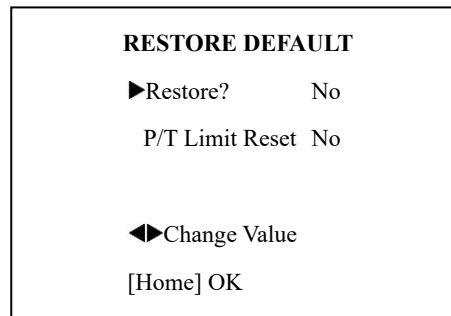 RESTORE DEFAULT
▶Restore? No
P/T Limit Reset No
◀▶Change Value
[Home] OK